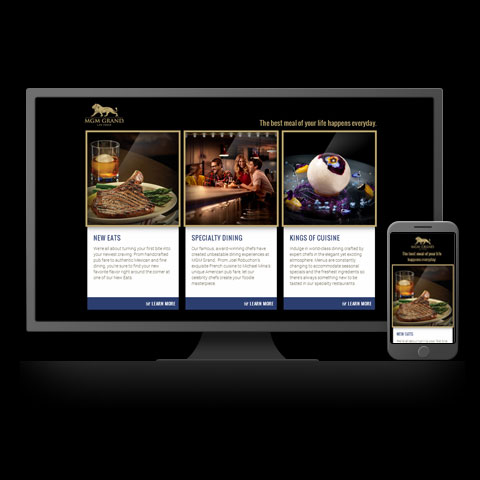 MGM GRAND
LAS VEGAS
The best meal of your life happens everyday.
NEW EATS
We're all about turning your first bite into
your newest craving. From handcrafted
pub fare to authentic Mexican and fine
dining, you're sure to find your new
favorite flavor right around the corner at
one of our new Eats.
LEARN MORE
SPECIALTY DINING
Our famous, award-winning chefs have
created unbeatable dining experiences at
MGM Grand. From Joël Robuchon's
exquisite French cuisine to Michael Mina's
unique American pub fare, let our
celebrity chefs create your foodie
masterpiece.
LEARN MORE
KINGS OF CUISINE
Indulge in world-class dining crafted by
expert chefs in the elegant yet exciting
atmosphere. Menus are constantly
changing to accommodate seasonal
specials and the freshest ingredients so
there's always something new to be
tasted in our specialty restaurants.
LEARN MORE
MGM GRAND
The best meal of your life
happens everyday.
NEW EATS